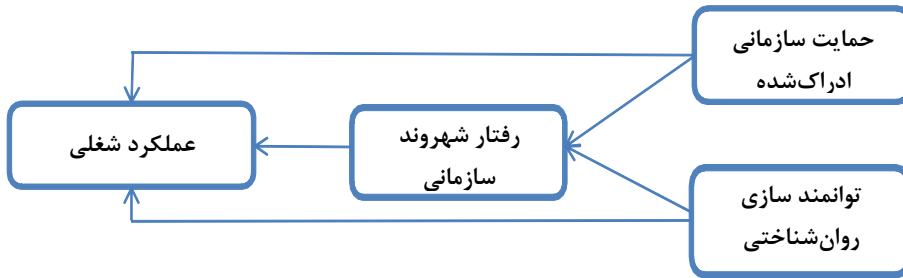 حمایت سازمانی
ادراک‌شده
رفتار شهروند
سازمانی
عملکرد شغلی
توانمند سازی
روان‌شناختی